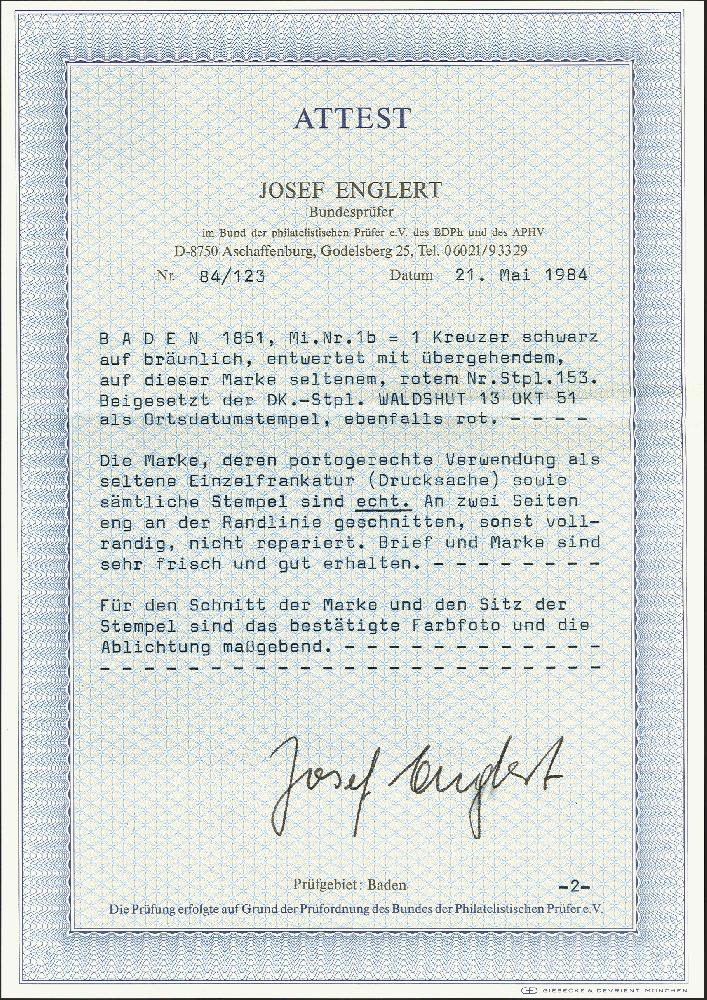 ATTEST
JOSEF ENGLERT
Bundesprüfer
im Bund der philatelistischen Prüfer e.V. des BDPh und des APHV
D-8750 Aschaffenburg, Godelsberg 25, Tel. 06021/93329
Nr. 84/123 Datum 21. Mai 1984
B A D E N 1851, Mi.Nr.1b = 1 Kreuzer schwarz
auf bräunlich, entwertet mit übergehendem,
auf dieser Marke seltenem, rotem Nr.Stpl.153.
Beigesetzt der DK.-Stpl. WALDSHUT 13 OKT 51
als Ortsdatumstempel, ebenfalls rot. - - - -
Die Marke, deren portogerechte Verwendung als
seltene Einzelfrankatur (Drucksache) sowie
sämtliche Stempel sind echt. An zwei Seiten
eng an der Randlinie geschnitten, sonst voll-
randig, nicht repariert. Brief und Marke sind
sehr frisch und gut erhalten. - - - - - - - -
Für den Schnitt der Marke und den Sitz der
Stempel sind das bestätigte Farbfoto und die
Ablichtung maßgebend. - - - - - - - - - - - -
- - - - - - - - - - - - - - - - - - - - - - -
Josef Englert
Prüfgebiet: Baden -2-
Die Prüfung erfolgte auf Grund der Prüfordnung des Bundes der Philatelistischen Prüfer e.V.
GIESECKE & DEVRIENT MÜNCHEN